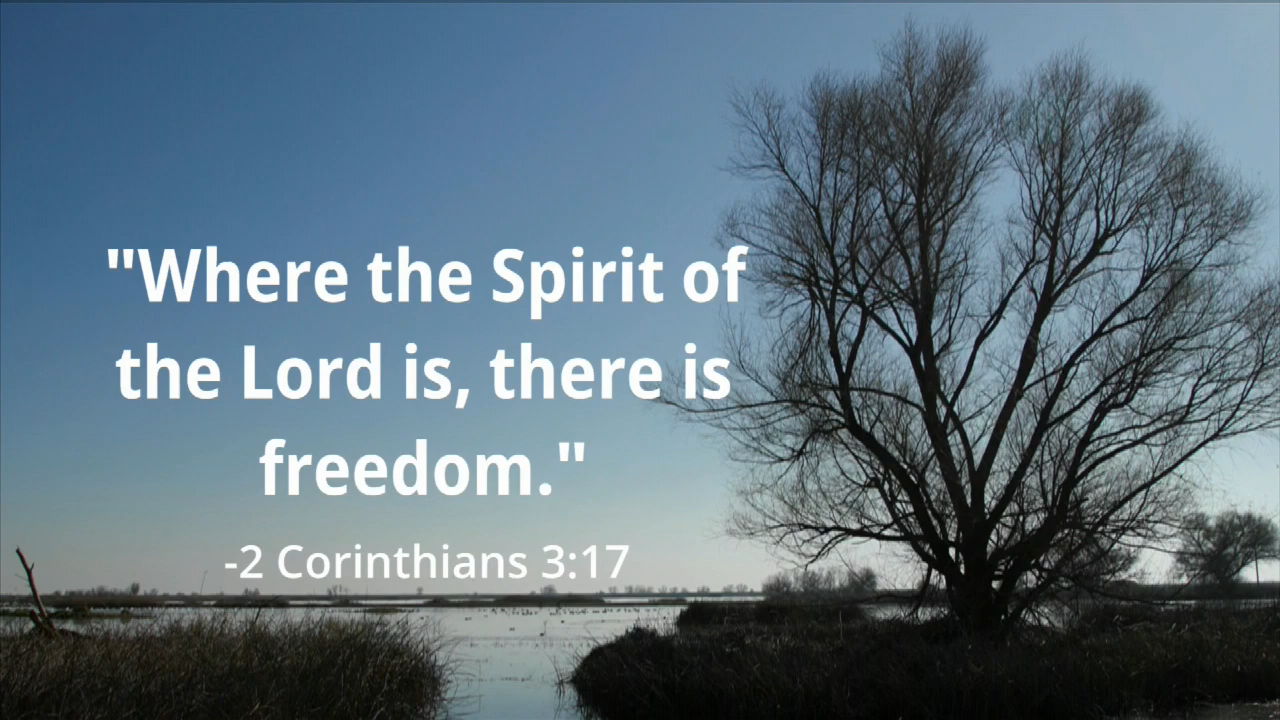 "Where the Spirit of
the Lord is, there is
freedom."
-2 Corinthians 3:17